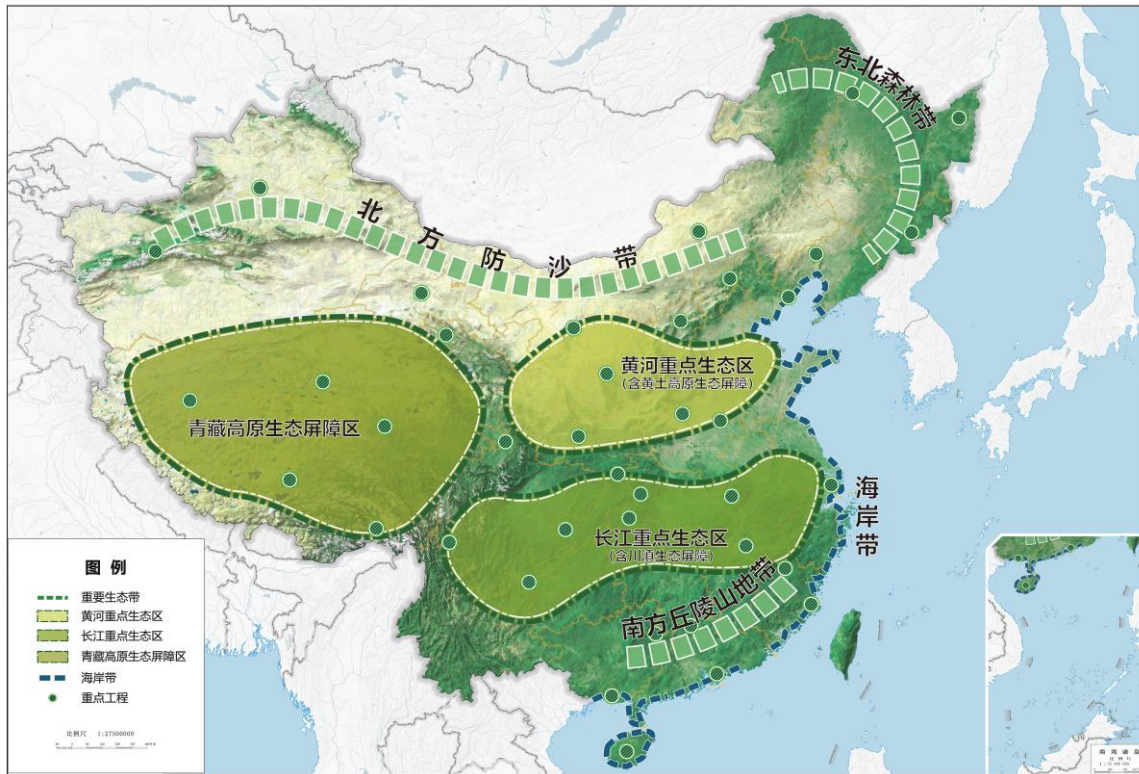 东北森林带
北方防沙带
黄河重点生态区
(含黄土高原生态屏障)
青藏高原生态屏障区
海岸带
长江重点生态区
(含川滇生态屏障)
南方丘陵山地带
图例
重要生态带
黄河重点生态区
长江重点生态区
青藏高原生态屏障区
海岸带
重点工程
比例尺 1:27500000
南海诸岛